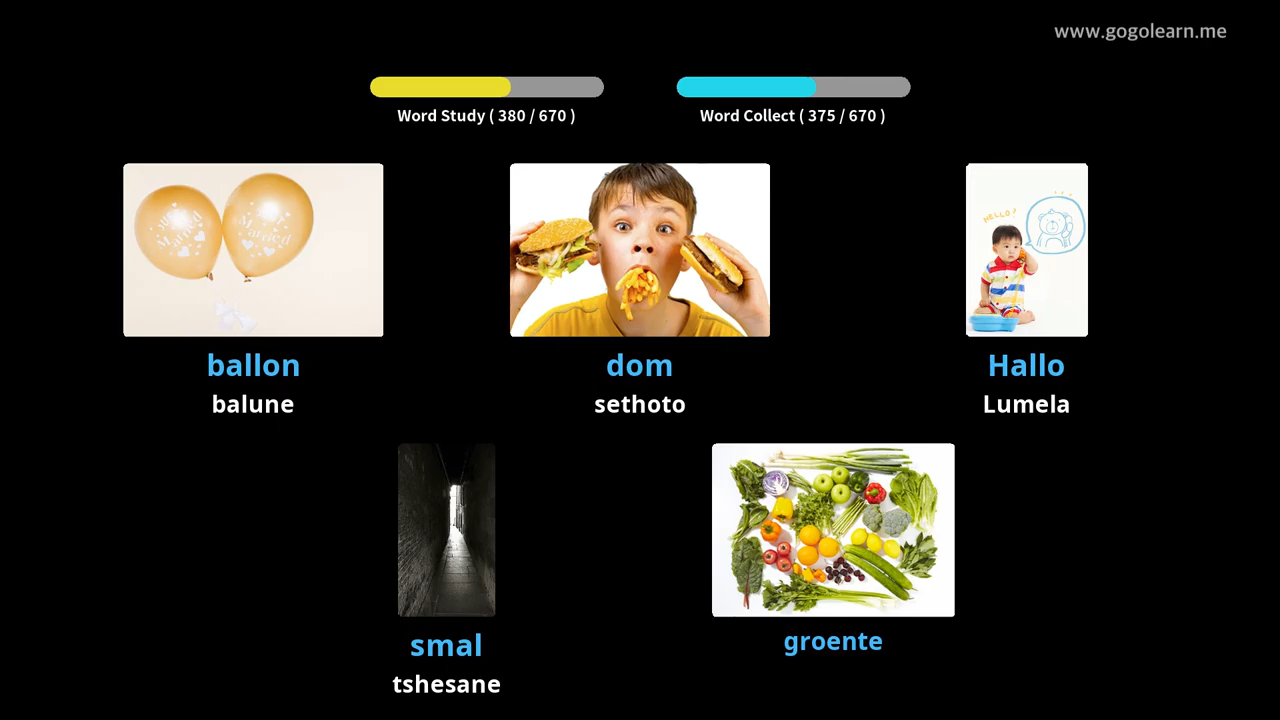 www.gogolearn.me
Word Study ( 380 / 670 )
Word Collect ( 375 / 670 )
HELLO?
ballon
balune
dom
sethoto
Hallo
Lumela
smal
tshesane
groente